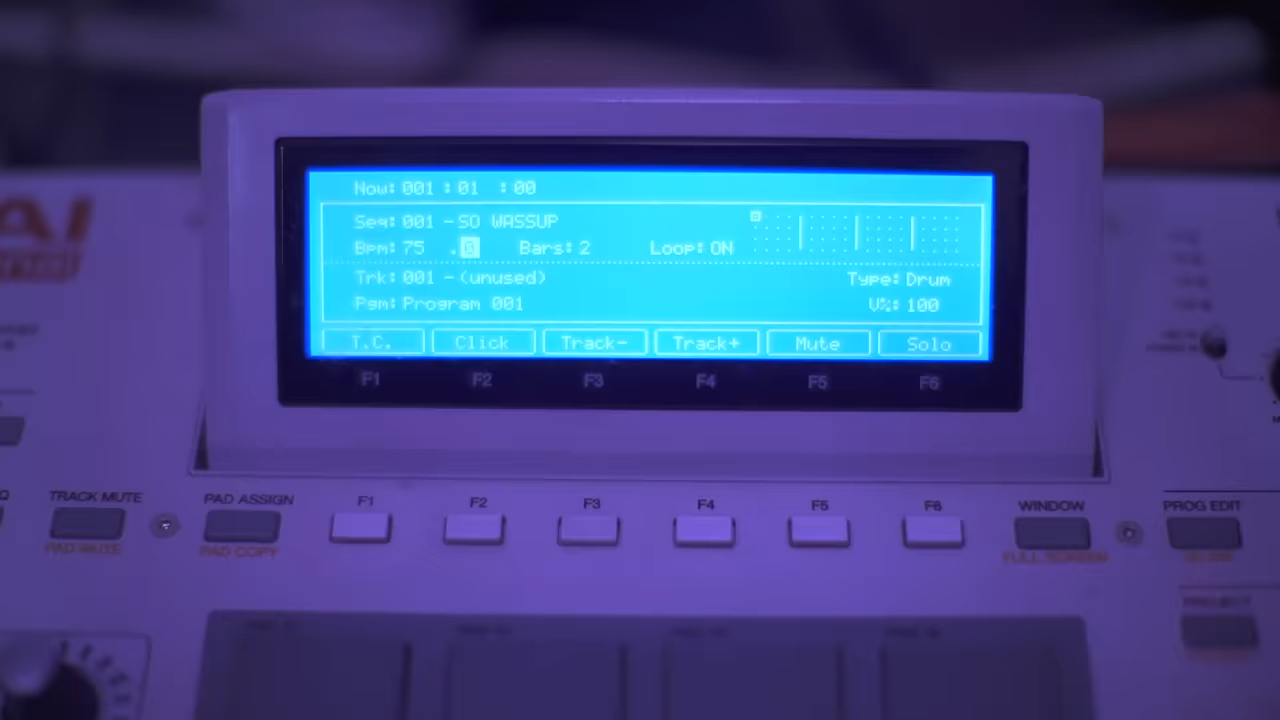 AI
Now: 001 : 01 : 00
Seq: 001 - SO WASSUP
Bpm: 75 .0 Bars: 2 Loop: ON
Trk: 001 - (unused) Type: Drum
Pgm: Program 001 V%: 100
T.C. Click Track- Track+ Mute Solo
F1 F2 F3 F4 F5 F6
TRACK MUTE PAD ASSIGN F1 F2 F3 F4 F5 F6 WINDOW PROG EDIT
PAD MUTE PAD COPY FULL SCREEN
PROJECT